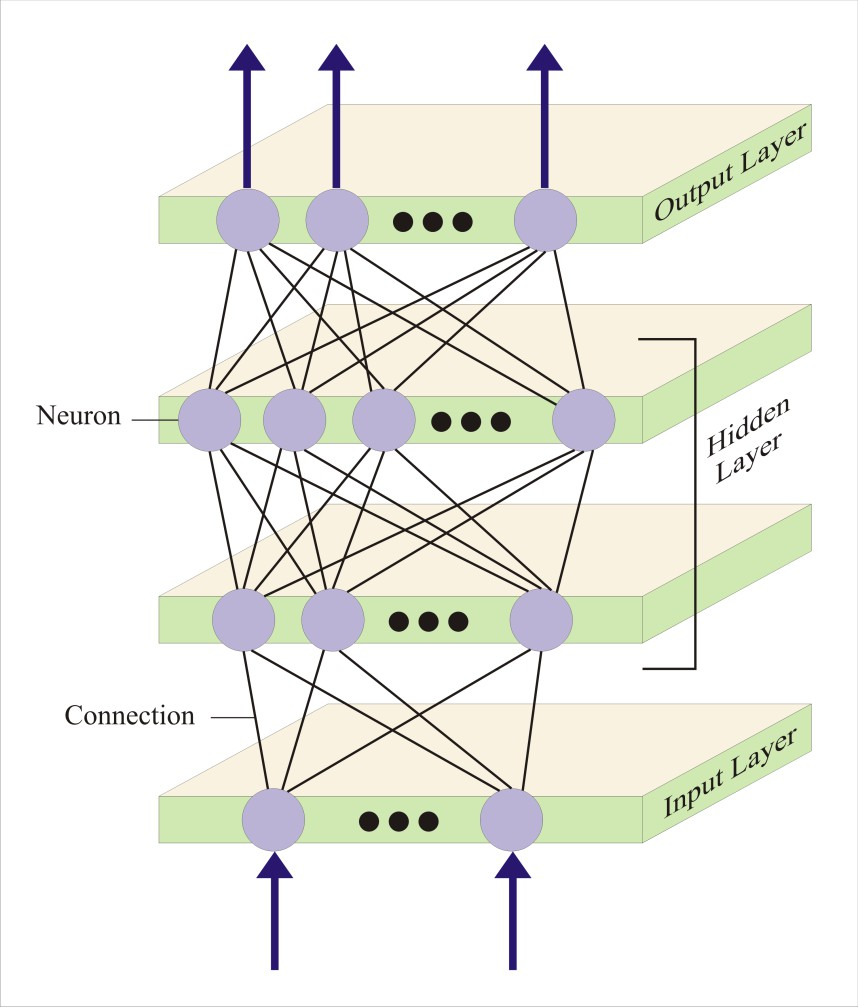 Output Layer
Neuron
Hidden
Layer
Connection
Input Layer